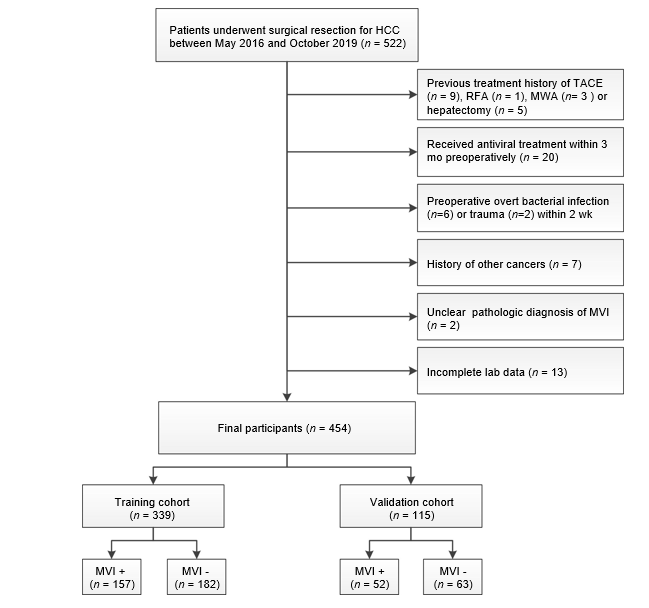 Patients underwent surgical resection for HCC
between May 2016 and October 2019 (n = 522)
Previous treatment history of TACE
(n = 9), RFA (n = 1), MWA (n= 3 ) or
hepatectomy (n = 5)
Received antiviral treatment within 3
mo preoperatively (n = 20)
Preoperative overt bacterial infection
(n=6) or trauma (n=2) within 2 wk
History of other cancers (n = 7)
Unclear pathologic diagnosis of MVI
(n = 2)
Incomplete lab data (n = 13)
Final participants (n = 454)
Training cohort
(n = 339)
Validation cohort
(n = 115)
MVI +
(n = 157)
MVI -
(n = 182)
MVI +
(n = 52)
MVI -
(n = 63)